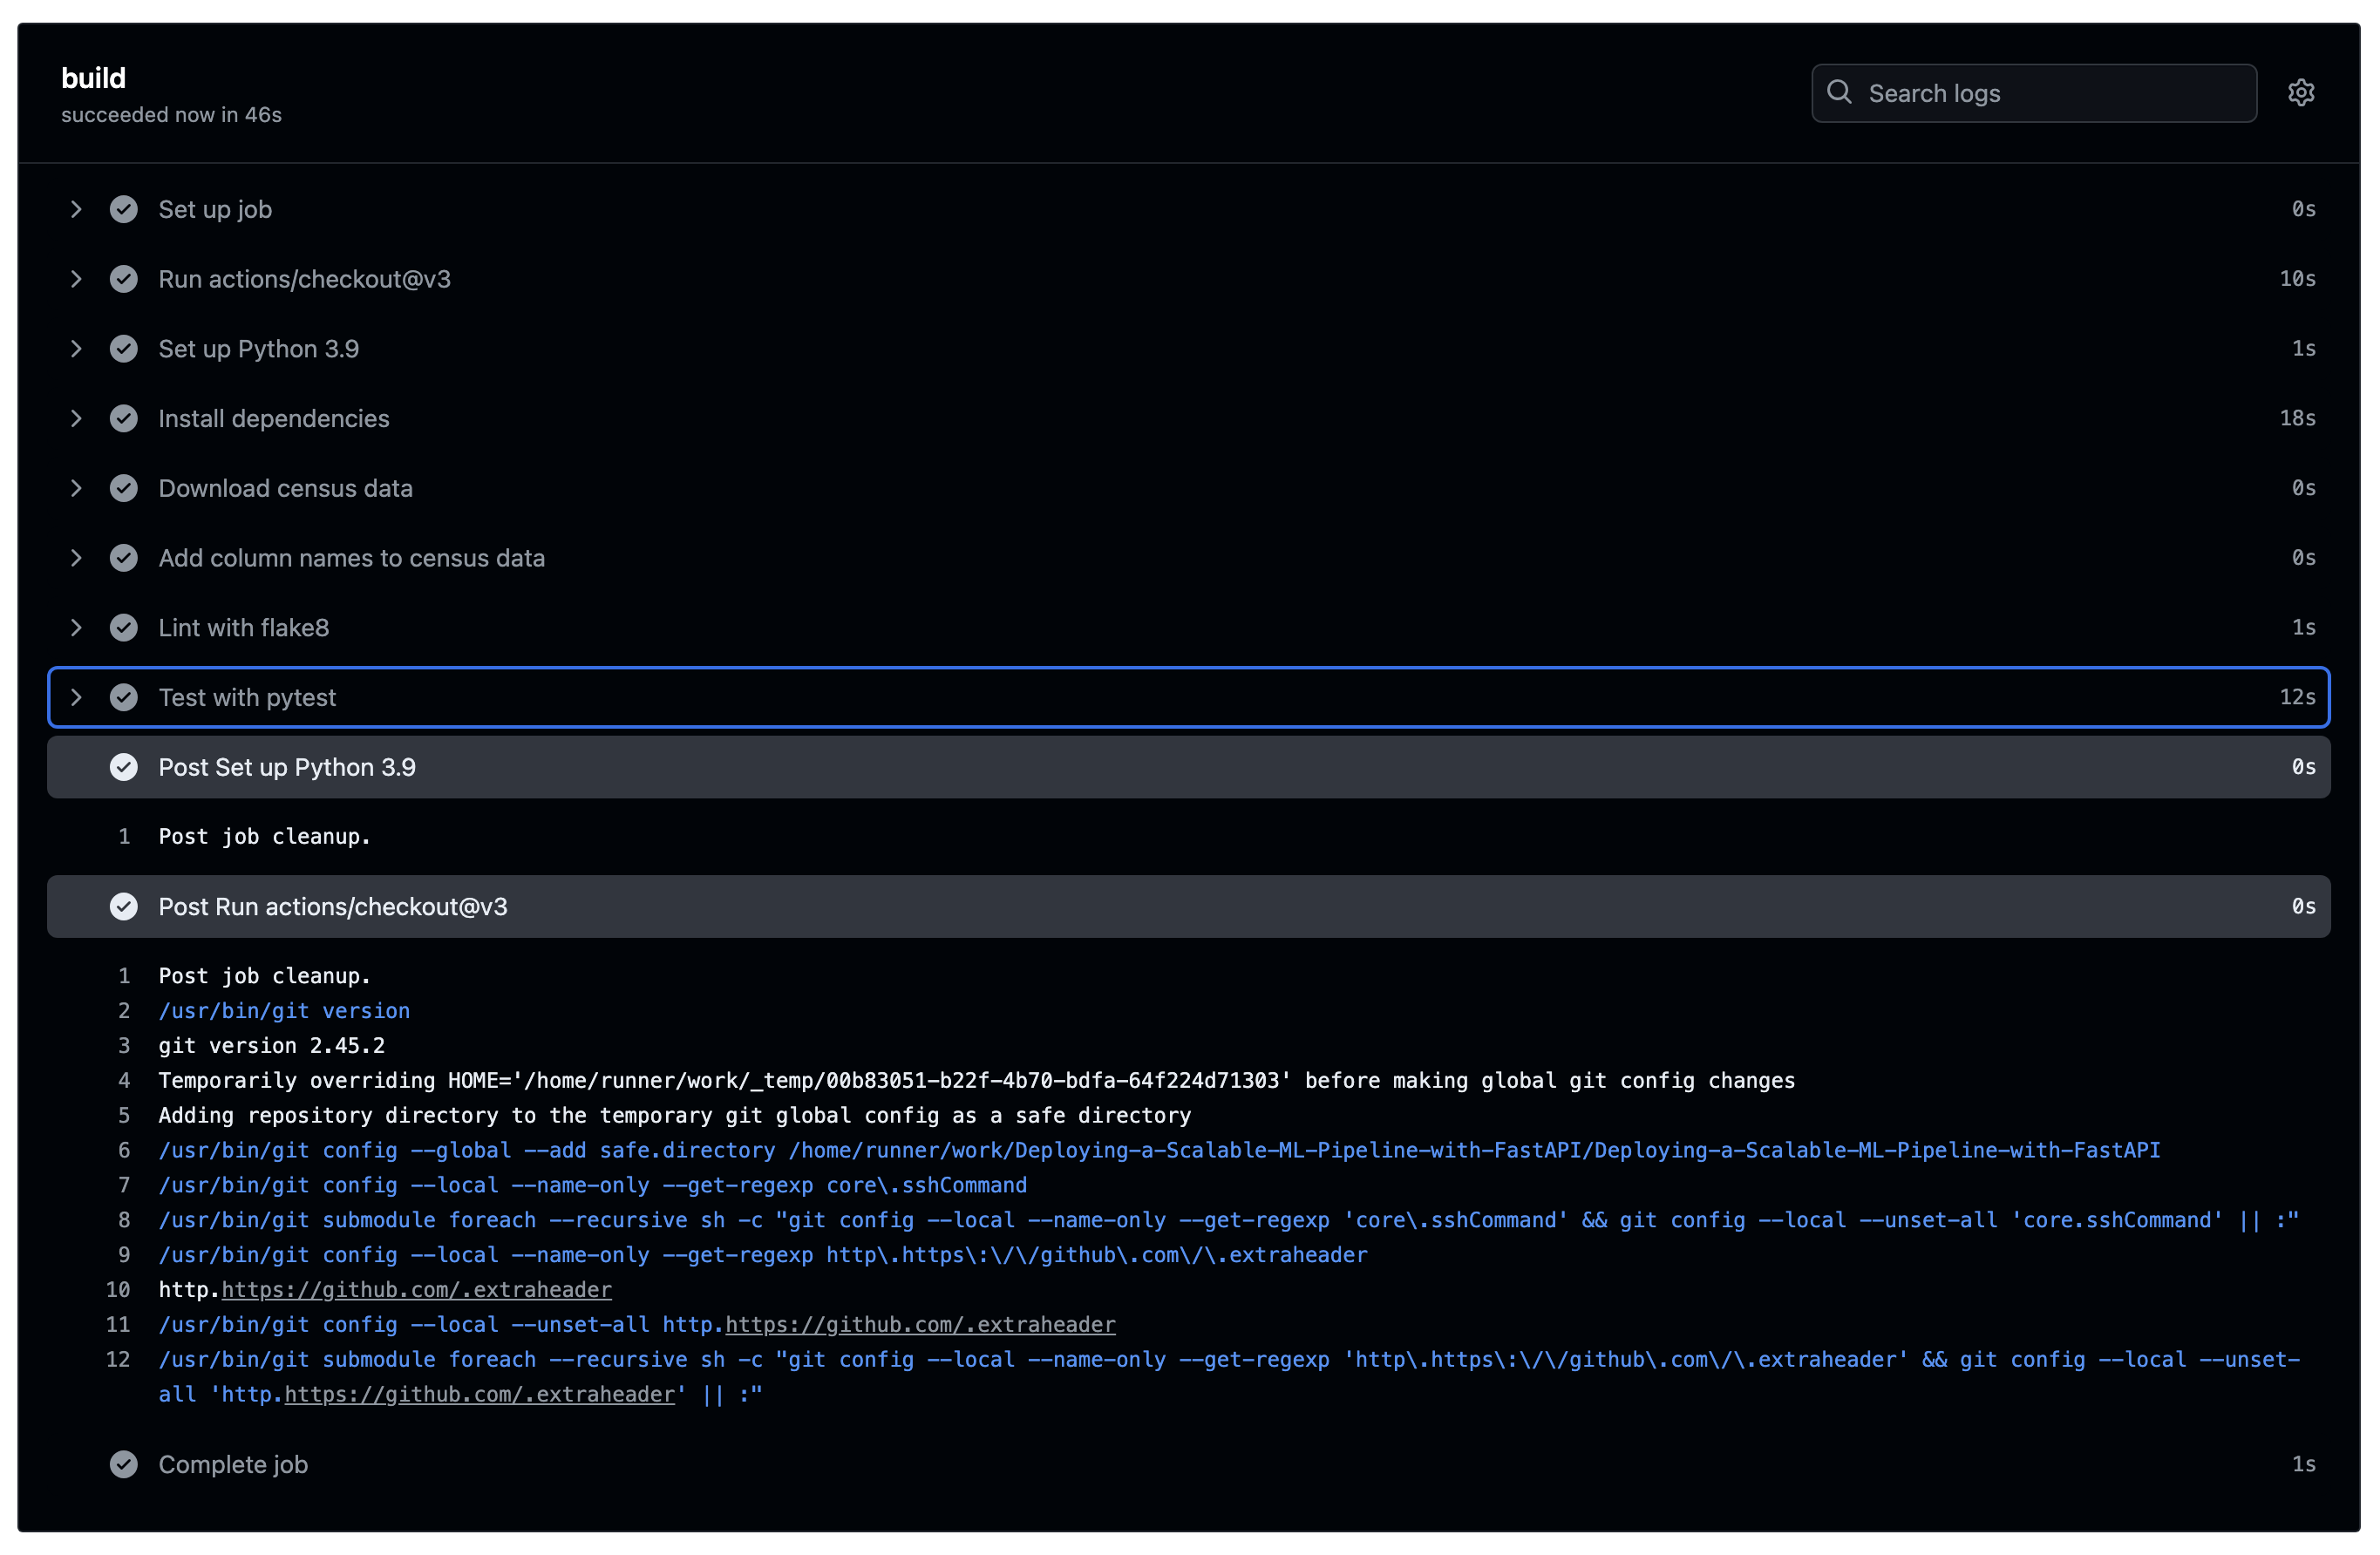 build
succeeded now in 46s
Search logs
Set up job 0s
Run actions/checkout@v3 10s
Set up Python 3.9 1s
Install dependencies 18s
Download census data 0s
Add column names to census data 0s
Lint with flake8 1s
Test with pytest 12s
Post Set up Python 3.9 0s
1 Post job cleanup.
Post Run actions/checkout@v3 0s
1 Post job cleanup.
2 /usr/bin/git version
3 git version 2.45.2
4 Temporarily overriding HOME='/home/runner/work/_temp/00b83051-b22f-4b70-bdfa-64f224d71303' before making global git config changes
5 Adding repository directory to the temporary git global config as a safe directory
6 /usr/bin/git config --global --add safe.directory /home/runner/work/Deploying-a-Scalable-ML-Pipeline-with-FastAPI/Deploying-a-Scalable-ML-Pipeline-with-FastAPI
7 /usr/bin/git config --local --name-only --get-regexp core\.sshCommand
8 /usr/bin/git submodule foreach --recursive sh -c "git config --local --name-only --get-regexp 'core\.sshCommand' && git config --local --unset-all 'core.sshCommand' || :"
9 /usr/bin/git config --local --name-only --get-regexp http\.https\:\/\/github\.com\/\.extraheader
10 http.https://github.com/.extraheader
11 /usr/bin/git config --local --unset-all http.https://github.com/.extraheader
12 /usr/bin/git submodule foreach --recursive sh -c "git config --local --name-only --get-regexp 'http\.https\:\/\/github\.com\/\.extraheader' && git config --local --unset-
all 'http.https://github.com/.extraheader' || :"
Complete job 1s